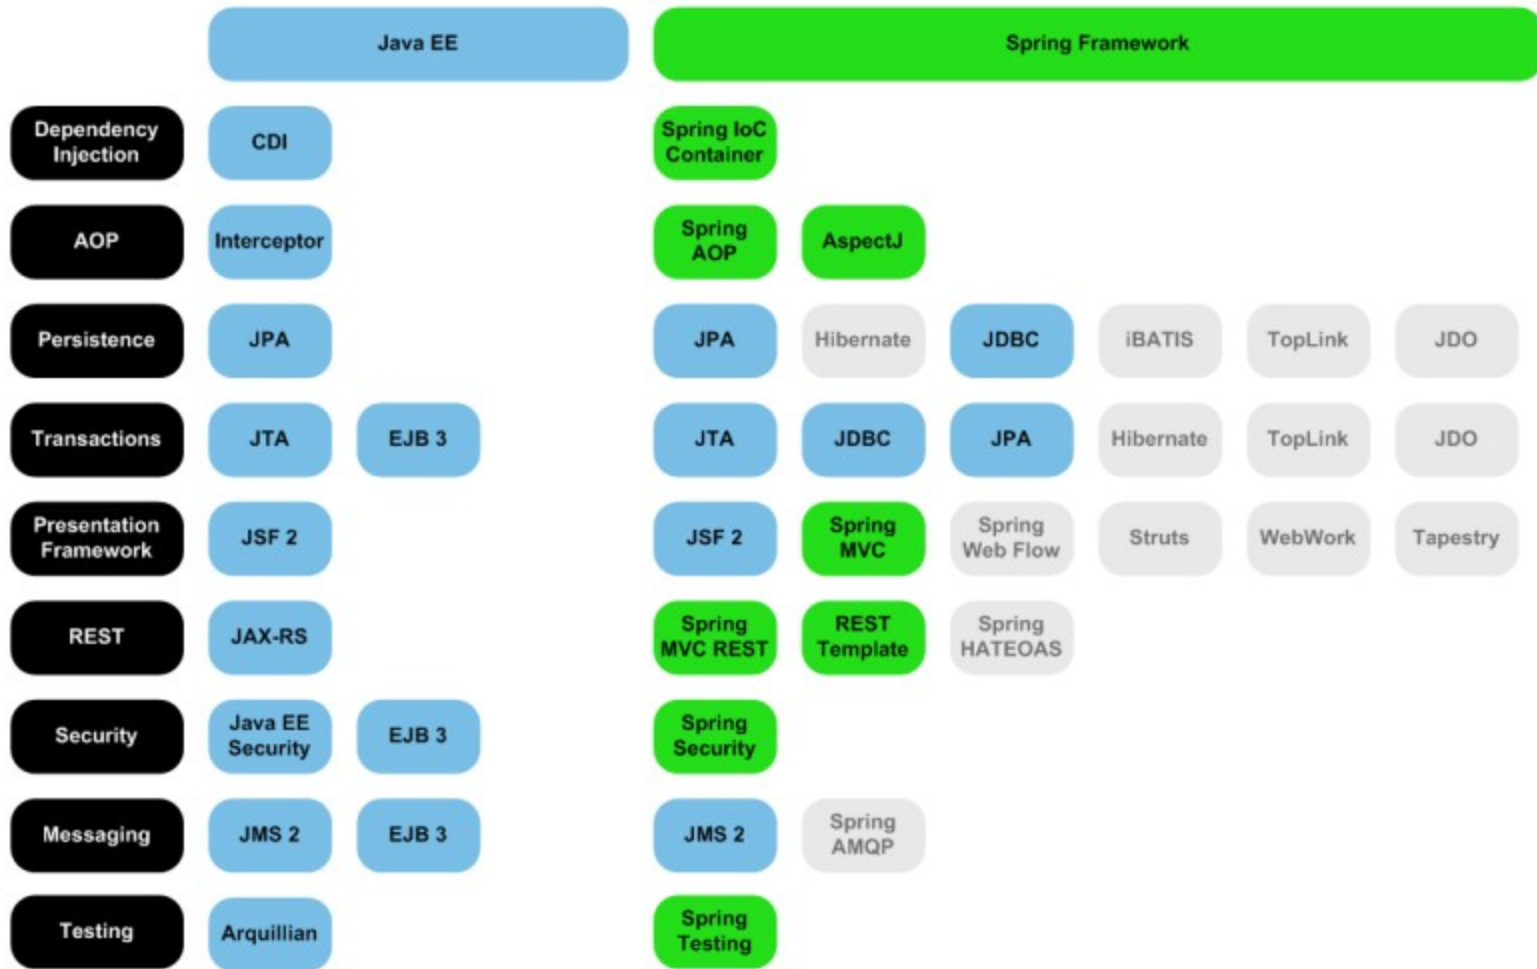 Java EE
Spring Framework
Dependency
Injection
CDI
Spring IoC
Container
AOP
Interceptor
Spring
AOP
AspectJ
Persistence
JPA
JPA
Hibernate
JDBC
iBATIS
TopLink
JDO
Transactions
JTA
EJB 3
JTA
JDBC
JPA
Hibernate
TopLink
JDO
Presentation
Framework
JSF 2
JSF 2
Spring
MVC
Spring
Web Flow
Struts
WebWork
Tapestry
REST
JAX-RS
Spring
MVC REST
REST
Template
Spring
HATEOAS
Security
Java EE
Security
EJB 3
Spring
Security
Messaging
JMS 2
EJB 3
JMS 2
Spring
AMQP
Testing
Arquillian
Spring
Testing